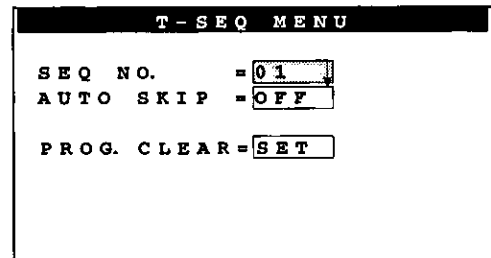 T-SEQ MENU
SEQ NO. =01
AUTO SKIP =OFF
PROG. CLEAR=SET